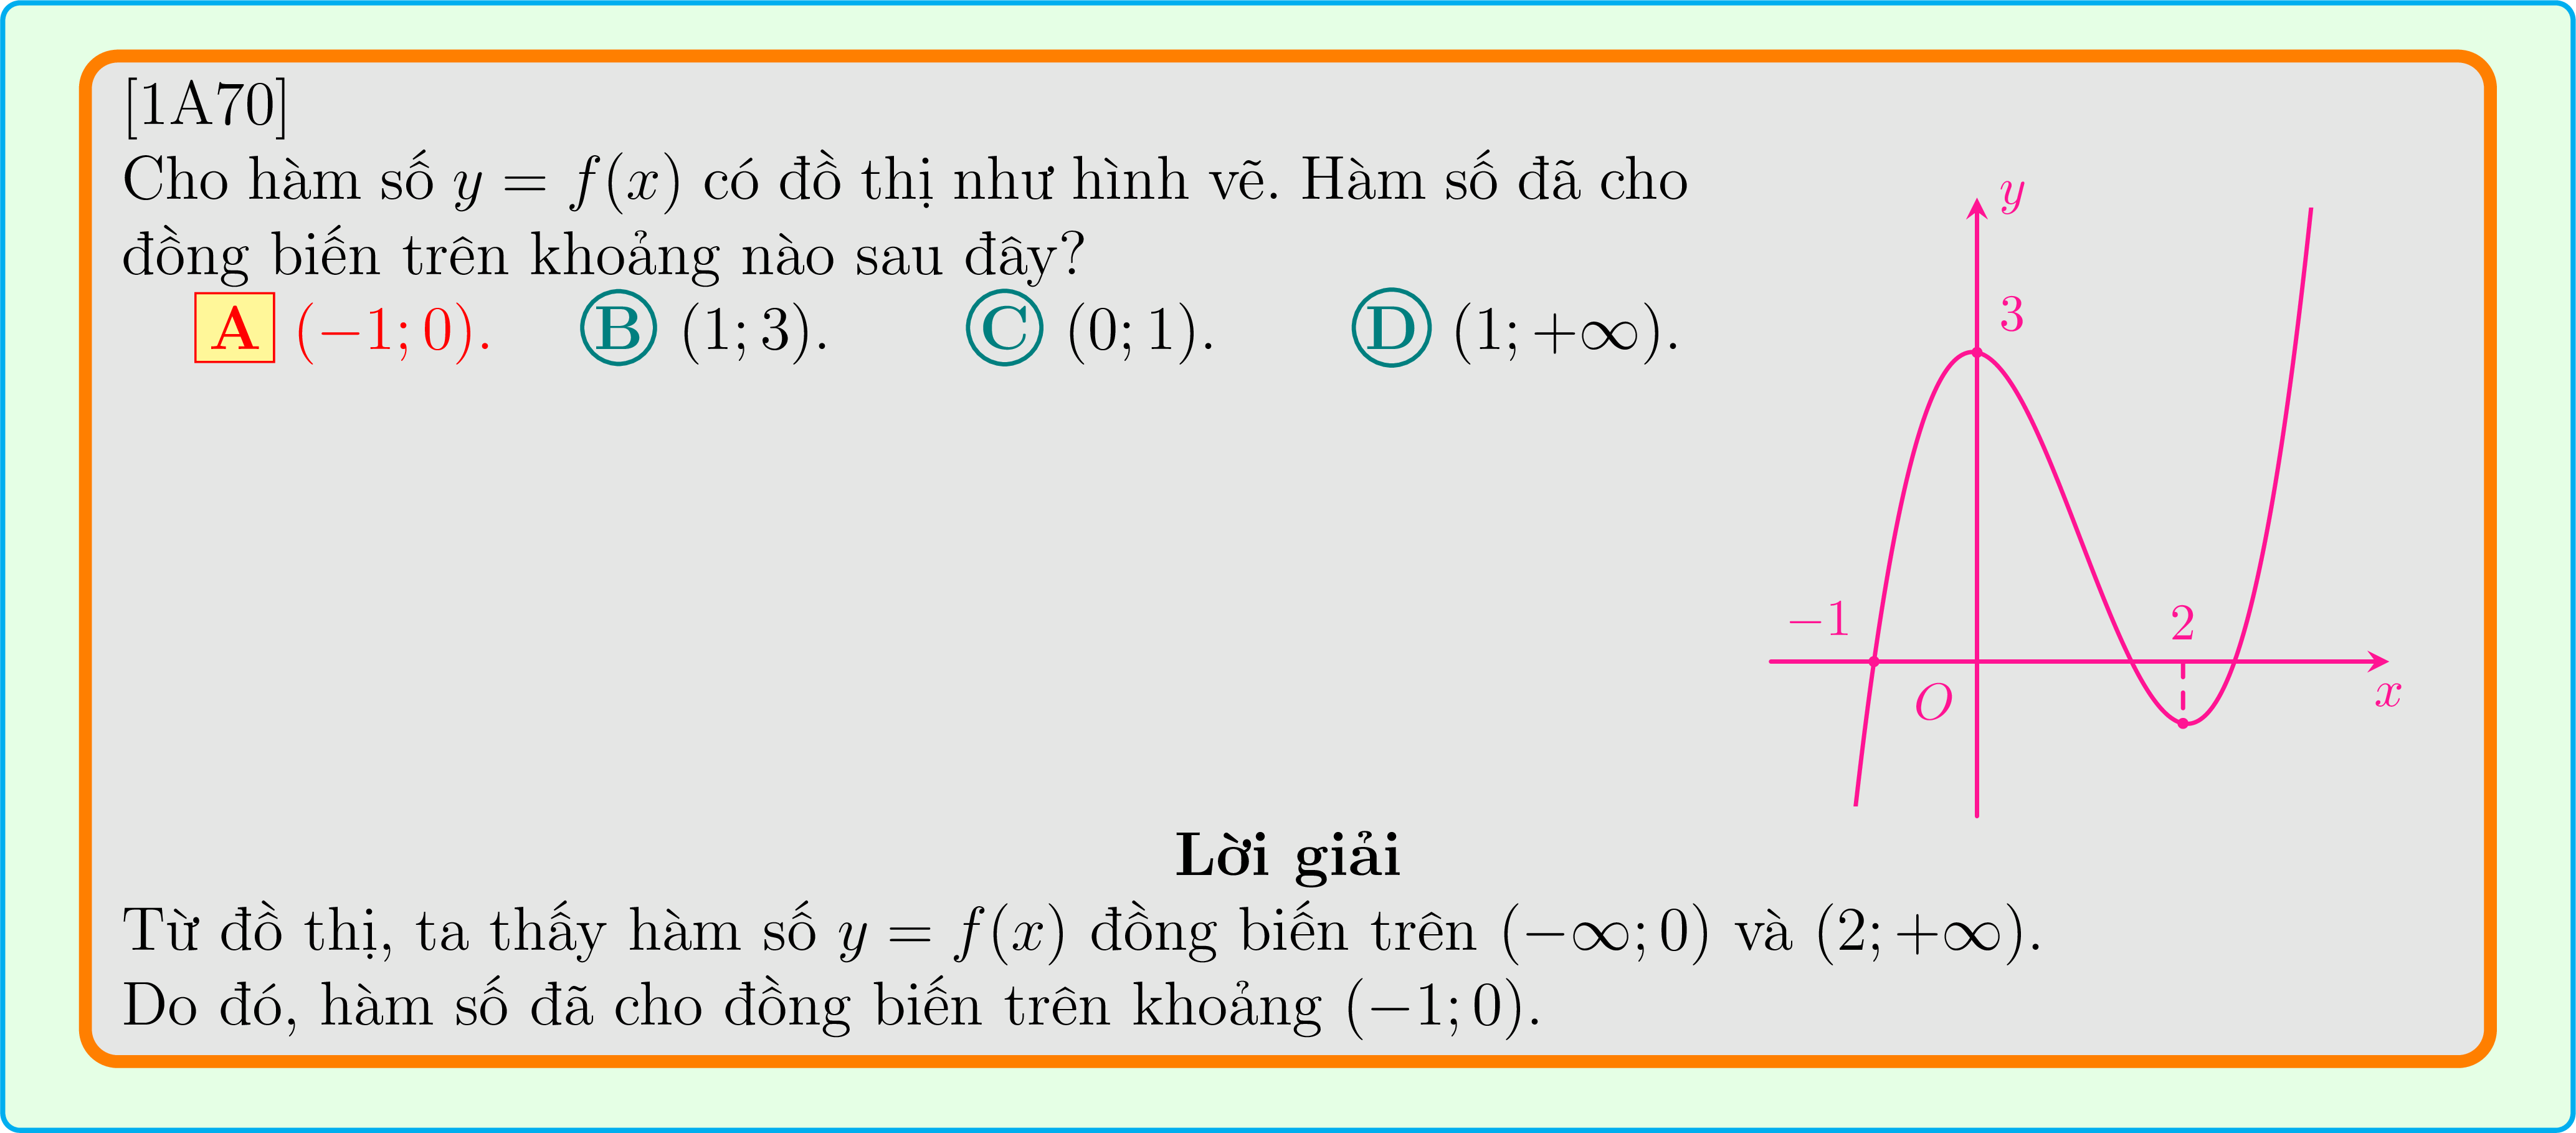 [1A70]
Cho hàm số y = f(x) có đồ thị như hình vẽ. Hàm số đã cho
đồng biến trên khoảng nào sau đây?
A (−1; 0). B (1; 3). C (0; 1). D (1; +∞).
y
3
−1
2
O
x
Lời giải
Từ đồ thị, ta thấy hàm số y = f(x) đồng biến trên (−∞; 0) và (2; +∞).
Do đó, hàm số đã cho đồng biến trên khoảng (−1; 0).